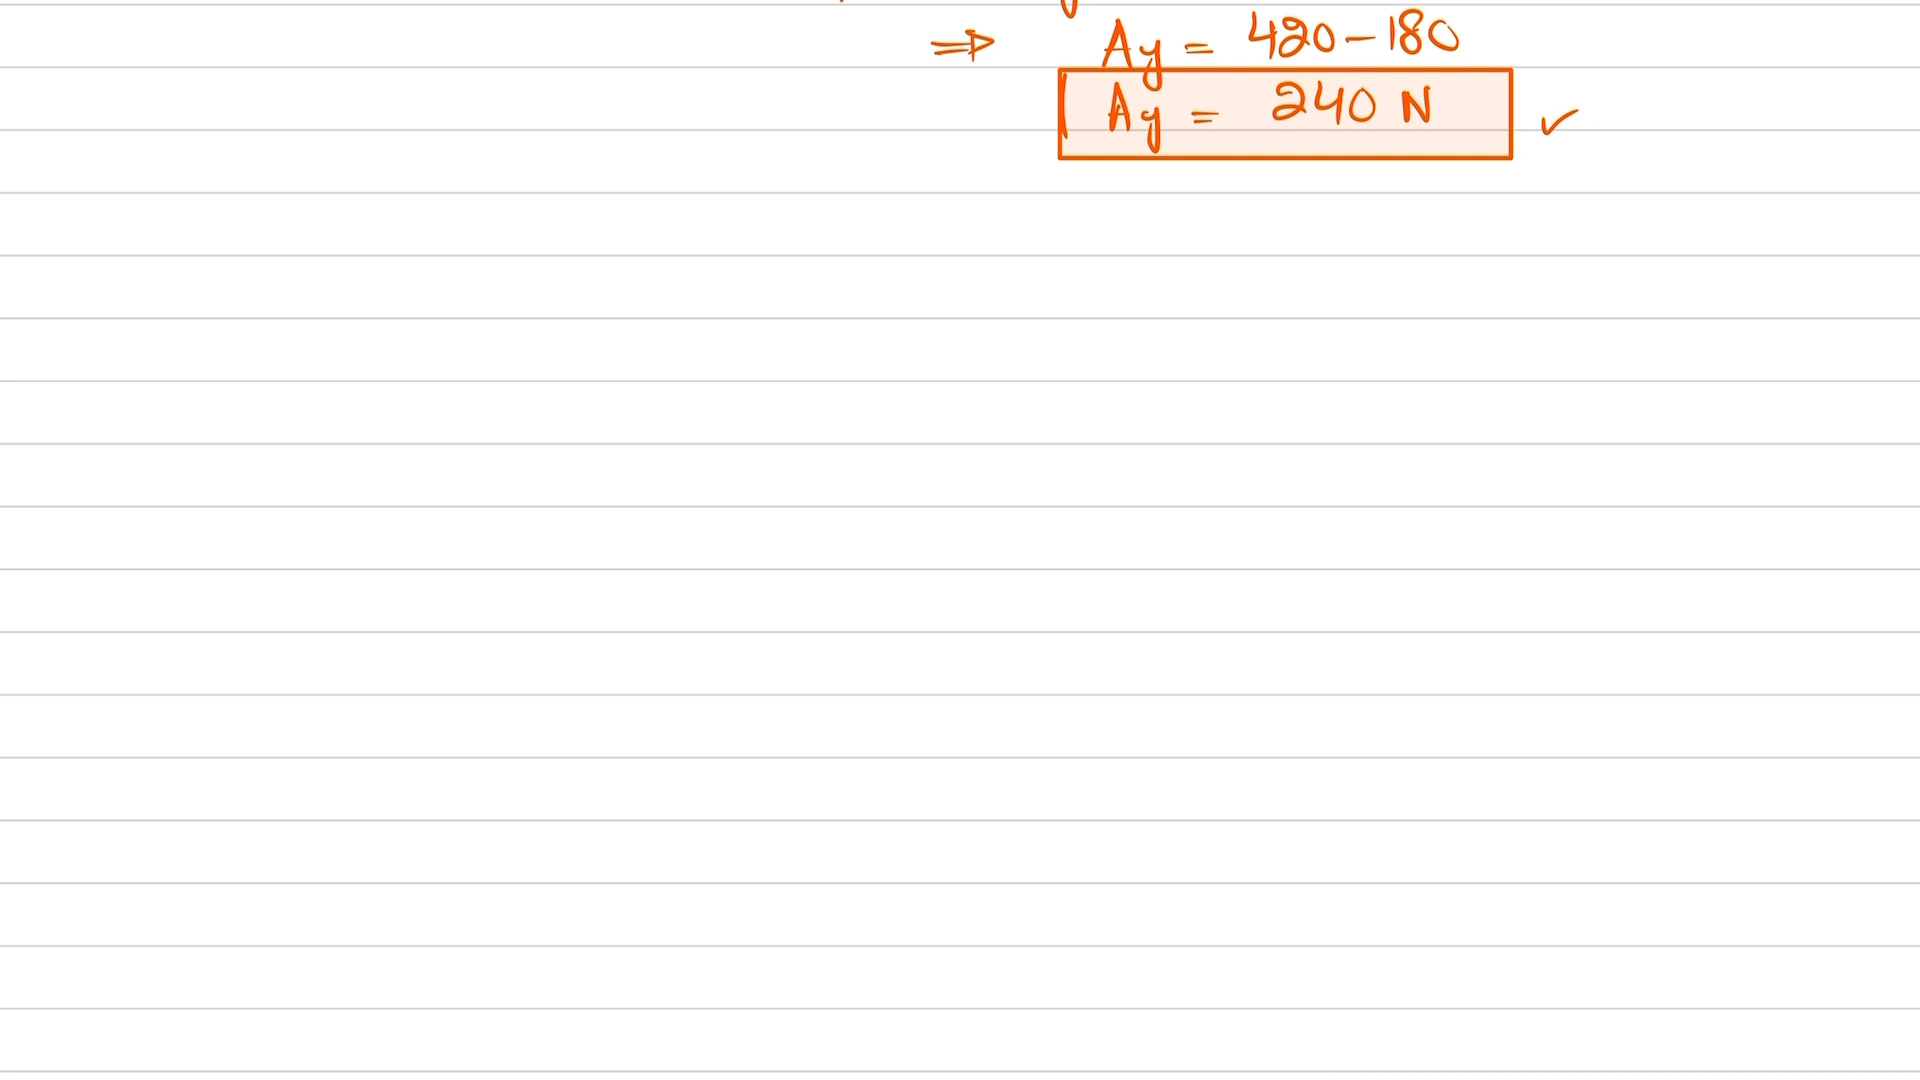 ⇒ Ay = 420-180
Ay = 240 N ✓